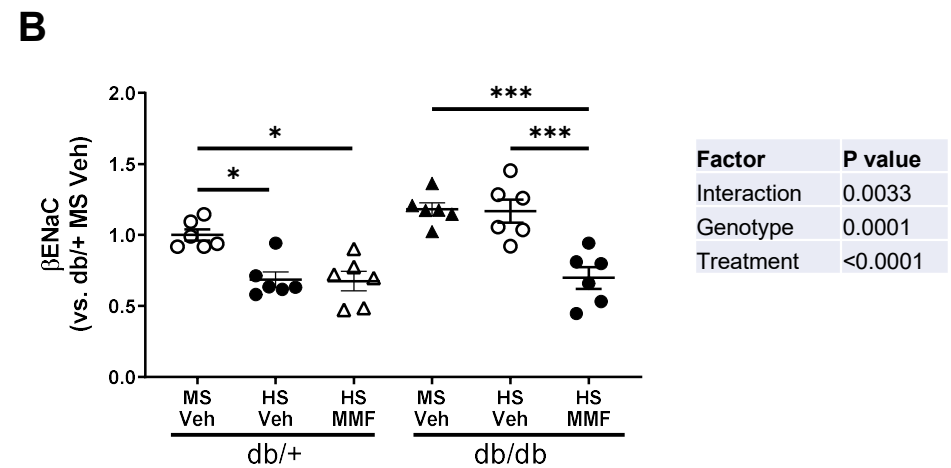 B
βENaC
(vs. db/+ MS Veh)
2.0
1.5
1.0
0.5
0.0
*
*
***
***
MS
Veh
HS
Veh
HS
MMF
MS
Veh
HS
Veh
HS
MMF
db/+
db/db
Factor P value
Interaction 0.0033
Genotype 0.0001
Treatment <0.0001